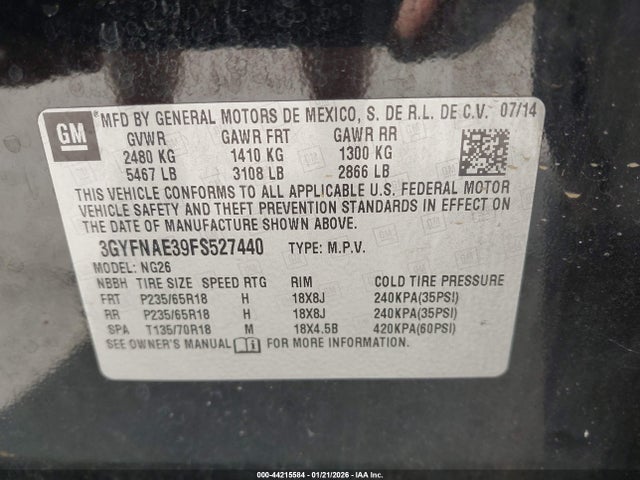 GM
MFD BY GENERAL MOTORS DE MEXICO, S. DE R.L. DE C.V. 07/14
GVWR GAWR FRT GAWR RR
2480 KG 1410 KG 1300 KG
5467 LB 3108 LB 2866 LB
THIS VEHICLE CONFORMS TO ALL APPLICABLE U.S. FEDERAL MOTOR
VEHICLE SAFETY AND THEFT PREVENTION STANDARDS IN EFFECT ON
THE DATE OF MANUFACTURE SHOWN ABOVE.
3GYFNAE39FS527440 TYPE: M.P.V.
MODEL: NG26
NBBH TIRE SIZE SPEED RTG RIM COLD TIRE PRESSURE
FRT P235/65R18 H 18X8J 240KPA(35PSI)
RR P235/65R18 H 18X8J 240KPA(35PSI)
SPA T135/70R18 M 18X4.5B 420KPA(60PSI)
SEE OWNER'S MANUAL FOR MORE INFORMATION.
000-44215584 - 01/21/2026 - IAA Inc.